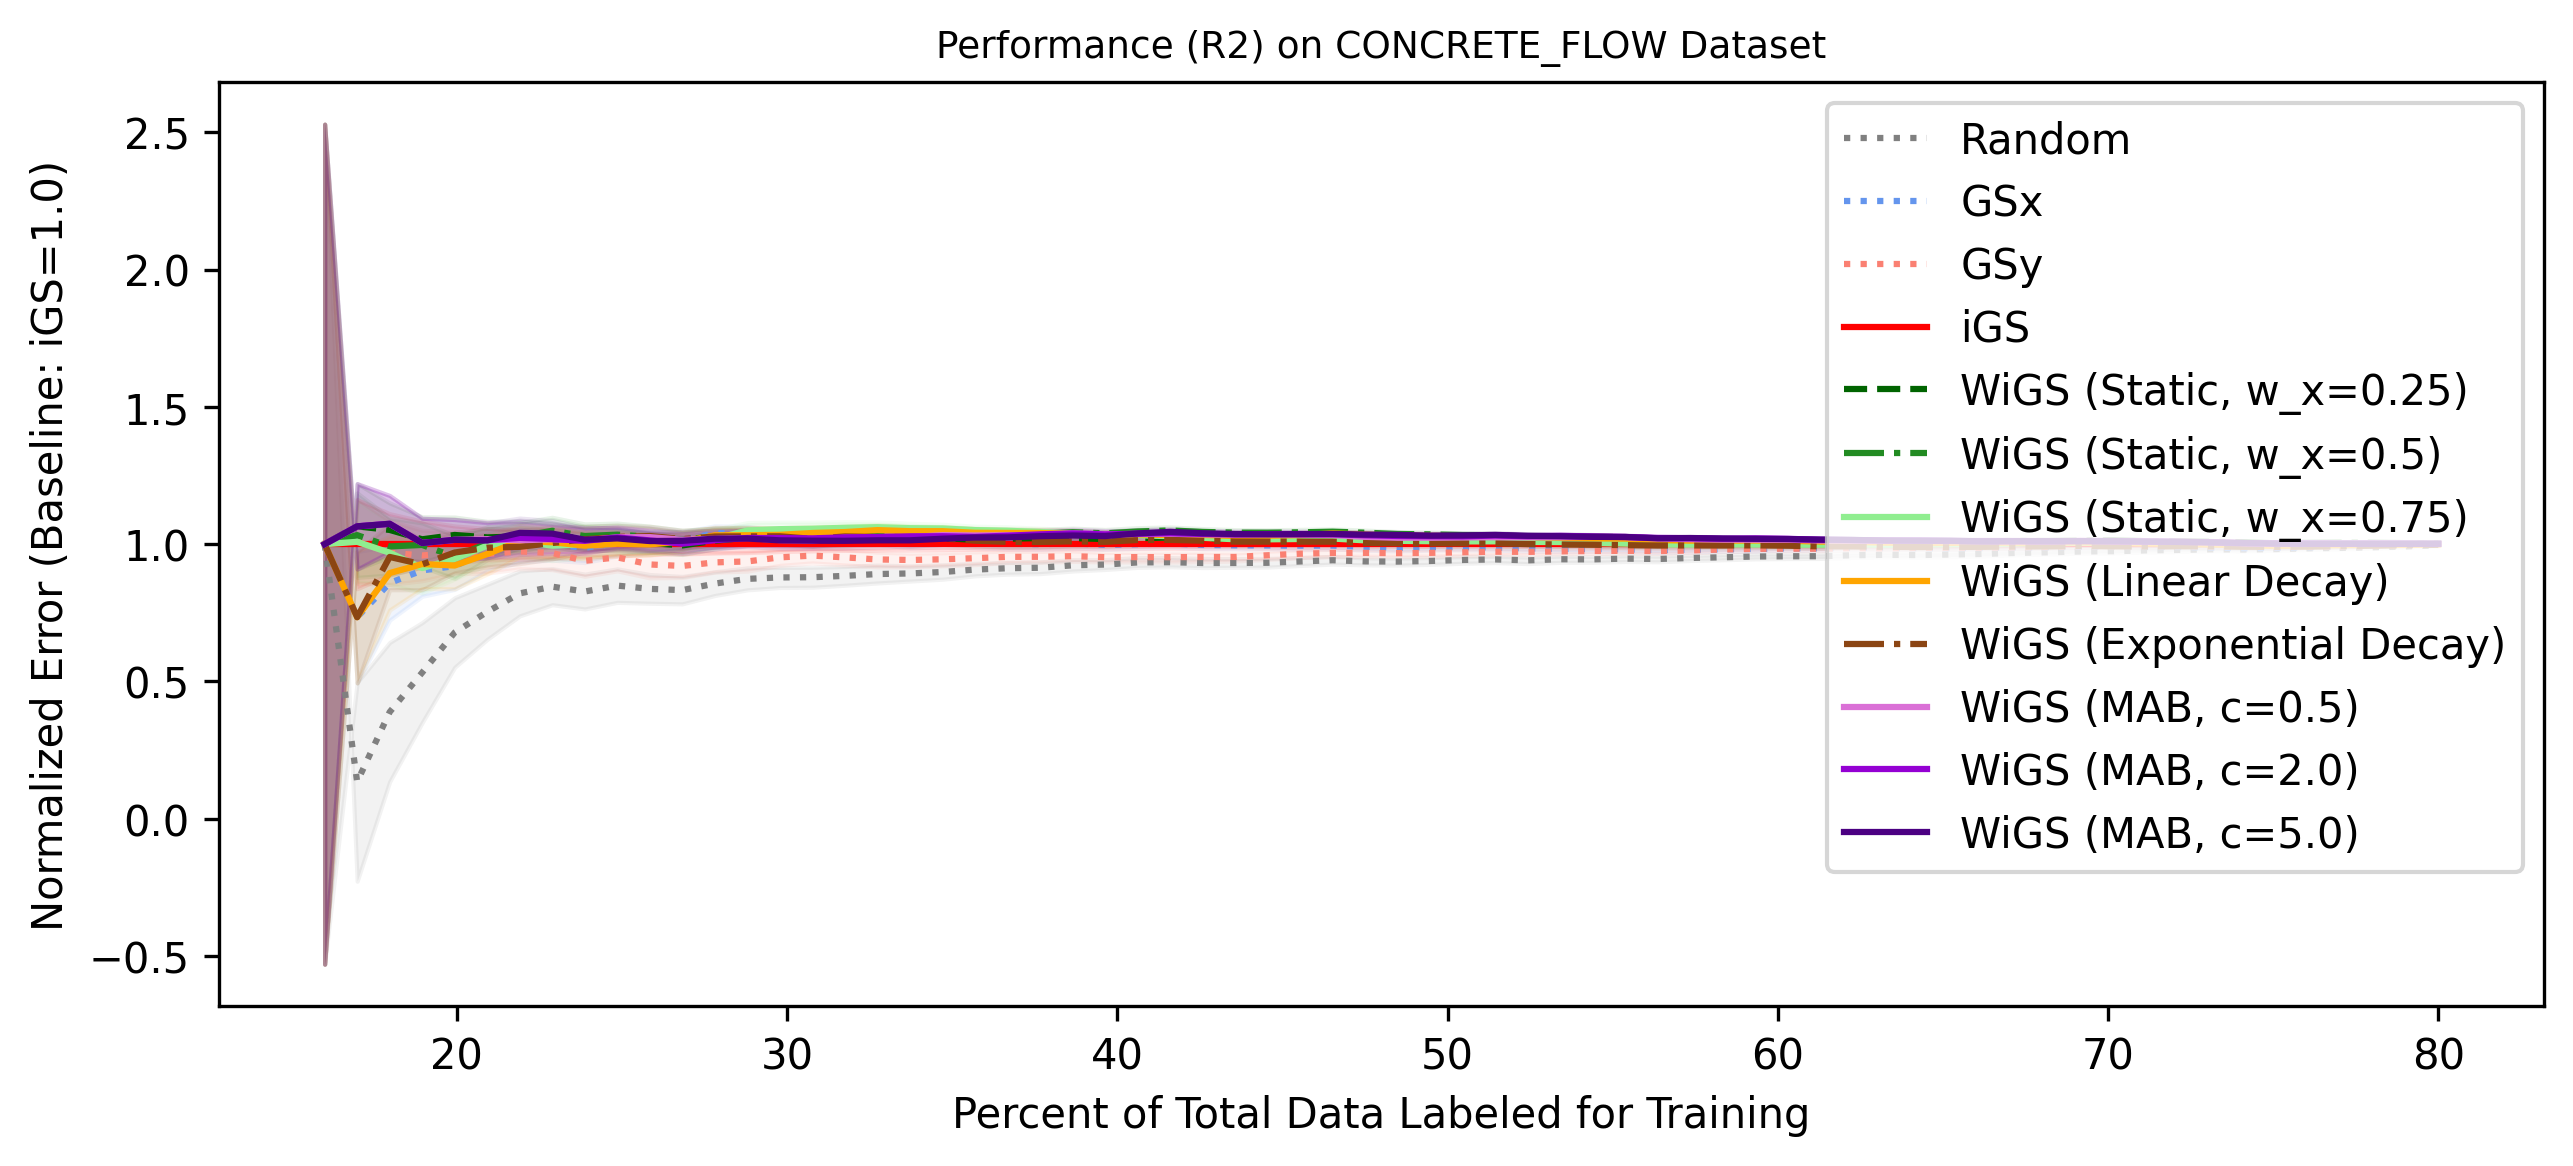 Performance (R2) on CONCRETE_FLOW Dataset
Normalized Error (Baseline: iGS=1.0)
2.5
2.0
1.5
1.0
0.5
0.0
−0.5
Random
GSx
GSy
iGS
WiGS (Static, w_x=0.25)
WiGS (Static, w_x=0.5)
WiGS (Static, w_x=0.75)
WiGS (Linear Decay)
WiGS (Exponential Decay)
WiGS (MAB, c=0.5)
WiGS (MAB, c=2.0)
WiGS (MAB, c=5.0)
20 30 40 50 60 70 80
Percent of Total Data Labeled for Training